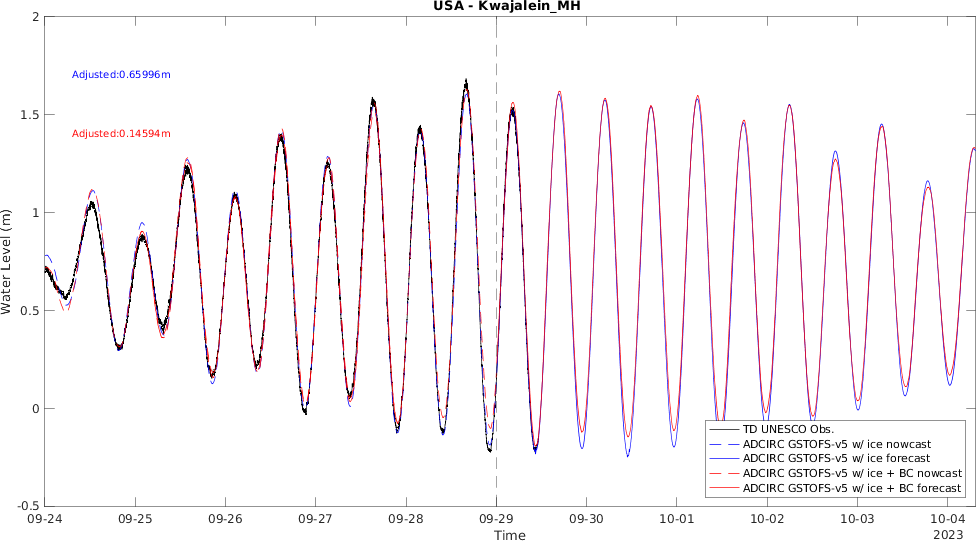 USA - Kwajalein_MH
2
1.5
1
0.5
0
-0.5
Water Level (m)
Adjusted:0.65996m
Adjusted:0.14594m
TD UNESCO Obs.
ADCIRC GSTOFS-v5 w/ ice nowcast
ADCIRC GSTOFS-v5 w/ ice forecast
ADCIRC GSTOFS-v5 w/ ice + BC nowcast
ADCIRC GSTOFS-v5 w/ ice + BC forecast
09-24 09-25 09-26 09-27 09-28 09-29 09-30 10-01 10-02 10-03 10-04
Time
2023